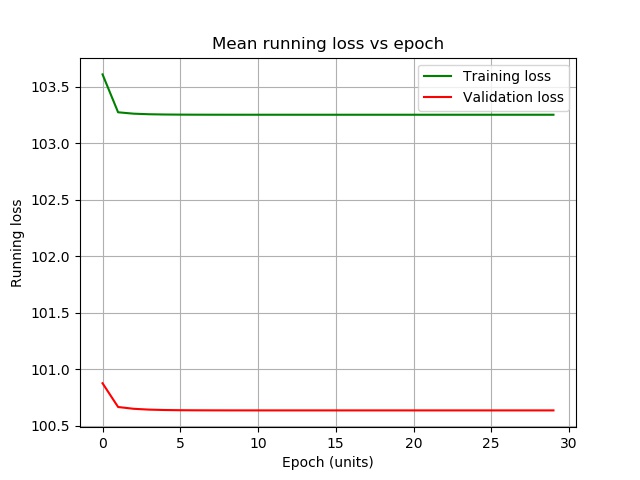 Mean running loss vs epoch
Training loss
Validation loss
103.5
103.0
102.5
102.0
101.5
101.0
100.5
Running loss
0 5 10 15 20 25 30
Epoch (units)